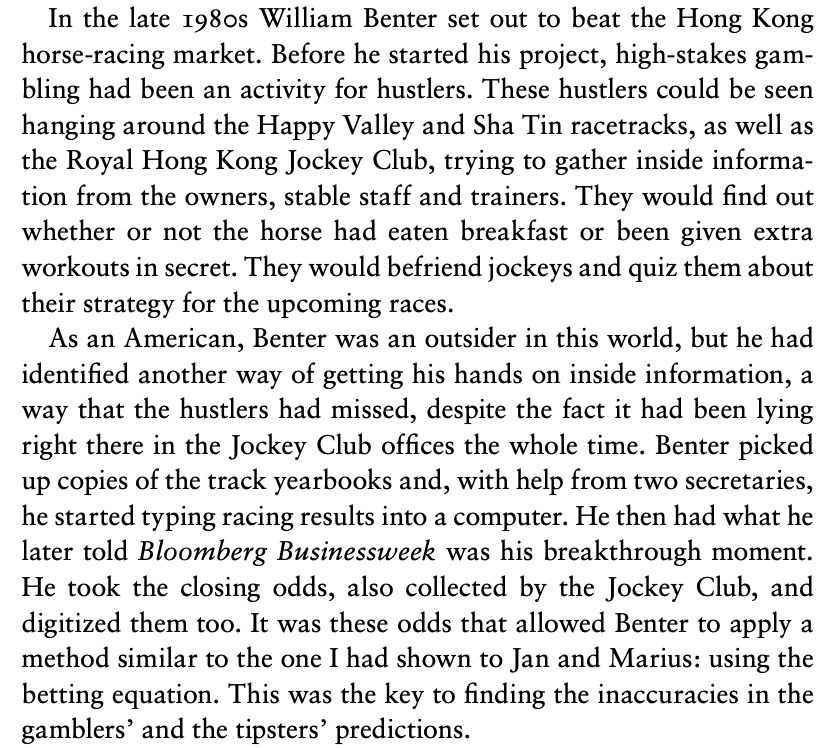 In the late 1980s William Benter set out to beat the Hong Kong
horse-racing market. Before he started his project, high-stakes gam-
bling had been an activity for hustlers. These hustlers could be seen
hanging around the Happy Valley and Sha Tin racetracks, as well as
the Royal Hong Kong Jockey Club, trying to gather inside informa-
tion from the owners, stable staff and trainers. They would find out
whether or not the horse had eaten breakfast or been given extra
workouts in secret. They would befriend jockeys and quiz them about
their strategy for the upcoming races.
As an American, Benter was an outsider in this world, but he had
identified another way of getting his hands on inside information, a
way that the hustlers had missed, despite the fact it had been lying
right there in the Jockey Club offices the whole time. Benter picked
up copies of the track yearbooks and, with help from two secretaries,
he started typing racing results into a computer. He then had what he
later told Bloomberg Businessweek was his breakthrough moment.
He took the closing odds, also collected by the Jockey Club, and
digitized them too. It was these odds that allowed Benter to apply a
method similar to the one I had shown to Jan and Marius: using the
betting equation. This was the key to finding the inaccuracies in the
gamblers' and the tipsters' predictions.